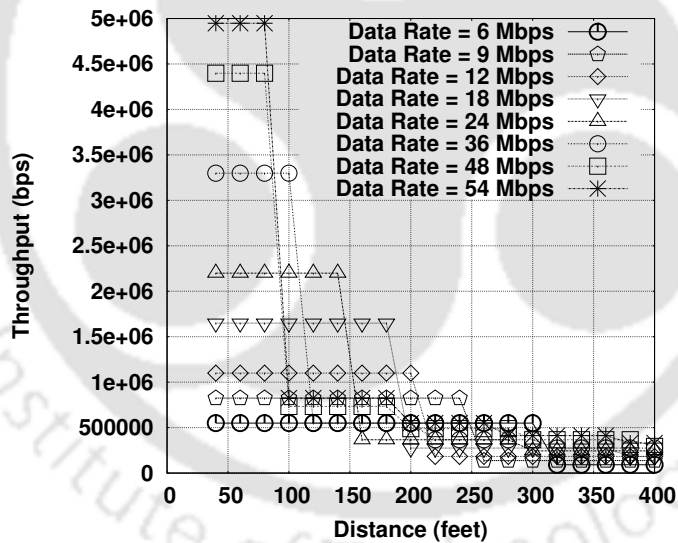 5e+06
4.5e+06
4e+06
3.5e+06
3e+06
2.5e+06
2e+06
1.5e+06
1e+06
500000
0
Throughput (bps)
Data Rate = 6 Mbps
Data Rate = 9 Mbps
Data Rate = 12 Mbps
Data Rate = 18 Mbps
Data Rate = 24 Mbps
Data Rate = 36 Mbps
Data Rate = 48 Mbps
Data Rate = 54 Mbps
0 50 100 150 200 250 300 350 400
Distance (feet)